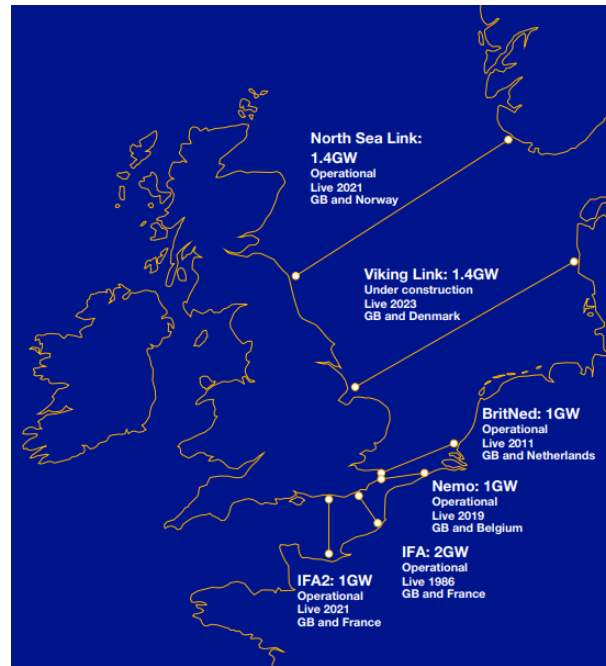 North Sea Link:
1.4GW
Operational
Live 2021
GB and Norway
Viking Link: 1.4GW
Under construction
Live 2023
GB and Denmark
BritNed: 1GW
Operational
Live 2011
GB and Netherlands
Nemo: 1GW
Operational
Live 2019
GB and Belgium
IFA: 2GW
Operational
Live 1986
GB and France
IFA2: 1GW
Operational
Live 2021
GB and France